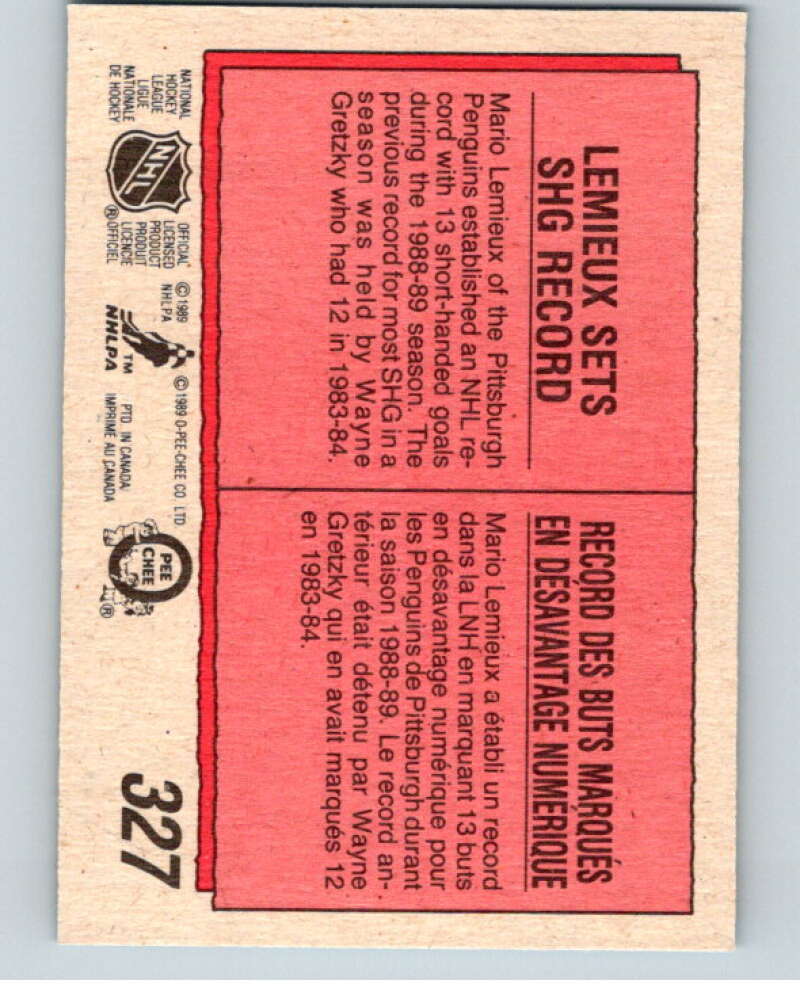 LEMIEUX SETS
SHG RECORD
Mario Lemieux of the Pittsburgh
Penguins established an NHL re-
cord with 13 short-handed goals
during the 1988-89 season. The
previous record for most SHG in a
season was held by Wayne
Gretzky who had 12 in 1983-84.
RECORD DES BUTS MARQUÉS
EN DÉSAVANTAGE NUMÉRIQUE
Mario Lemieux a établi un record
dans la LNH en marquant 13 buts
en désavantage numérique pour
les Penguins de Pittsburgh durant
la saison 1988-89. Le record an-
térieur était détenu par Wayne
Gretzky qui en avait marqués 12
en 1983-84.
NATIONAL
HOCKEY
LEAGUE
LIGUE
NATIONALE
DE HOCKEY
NHL
OFFICIAL
LICENSED
PRODUCT
PRODUIT
LICENCIE
® OFFICIEL
© 1989
NHLPA
TM
NHLPA
© 1989 O-PEE-CHEE CO. LTD.
PTD. IN CANADA
IMPRIMÉ AU CANADA
O
PEE
CHEE
®
327